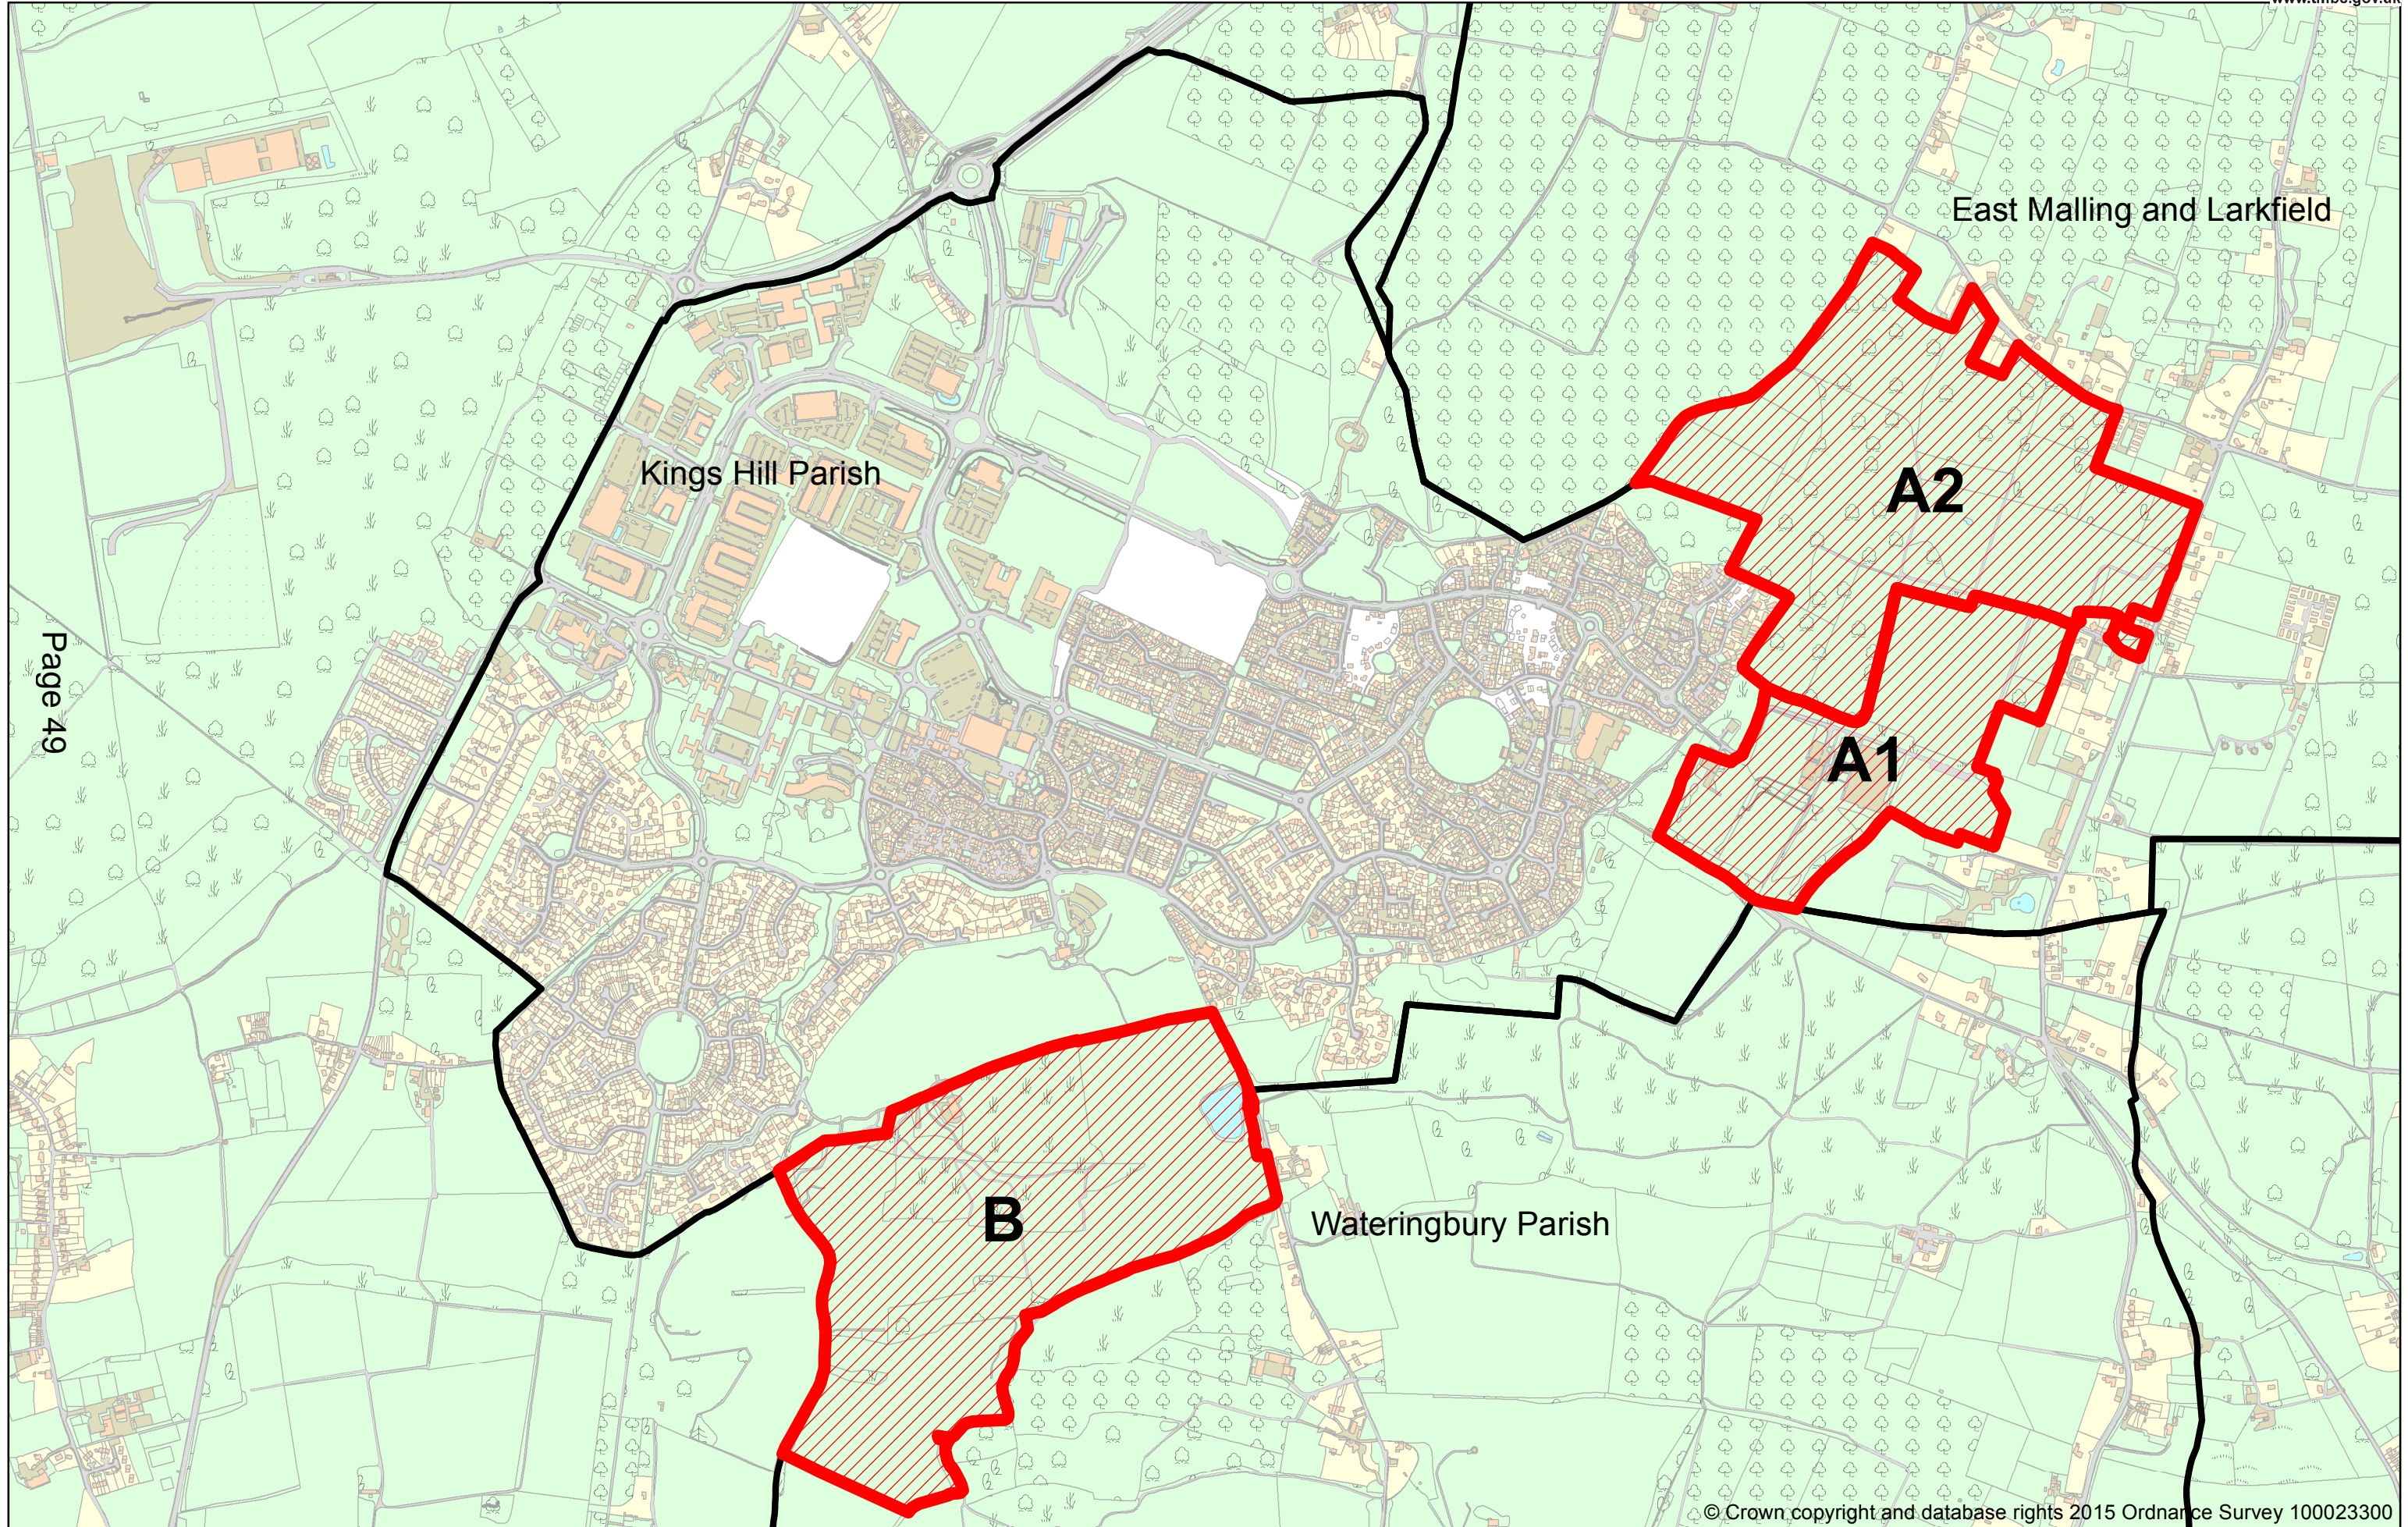 East Malling and Larkfield
Kings Hill Parish
A2
Page 49
A1
B
Wateringbury Parish
© Crown copyright and database rights 2015 Ordnance Survey 100023300